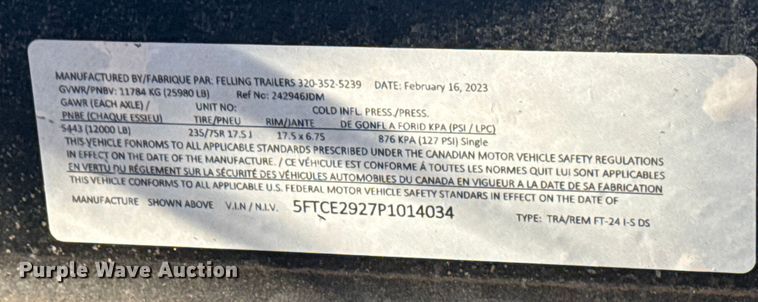 MANUFACTURED BY/FABRIQUE PAR: FELLING TRAILERS 320-352-5239 DATE: February 16, 2023
GVWR/PNBV: 11784 KG (25980 LB) Ref No: 242946JDM
GAWR (EACH AXLE) / UNIT NO: COLD INFL. PRESS./PRESS.
PNBE (CHAQUE ESSIEU) TIRE/PNEU RIM/JANTE DE GONFL A FORID KPA (PSI / LPC)
5443 (12000 LB) 235/75R 17.5 J 17.5 x 6.75 876 KPA (127 PSI) Single
THIS VEHICLE FONROMS TO ALL APPLICABLE STANDARDS PRESCRIBED UNDER THE CANADIAN MOTOR VEHICLE SAFETY REGULATIONS
IN EFFECT ON THE DATE OF THE MANUFACTURE. / CE VÉHICULE EST CONFORME Á TOUTES LES NORMES QUIT LUI SONT APPLICABLES
EN VERTU DU RÉGLEMENT SUR LA SÉCURITÉ DES VÉHICULES AUTOMOBILES DU CANADA EN VIGUEUR A LA DATE DE SA FABRICATION
THIS VEHICLE CONFORMS TO ALL APPLICABLE U.S. FEDERAL MOTOR VEHICLE SAFETY STANDARS IN EFFECT ON THE DATE OF
MANUFACTURE SHOWN ABOVE V.I.N / N.I.V. 5FTCE2927P1014034 TYPE: TRA/REM FT-24 I-S DS
Purple Wave Auction